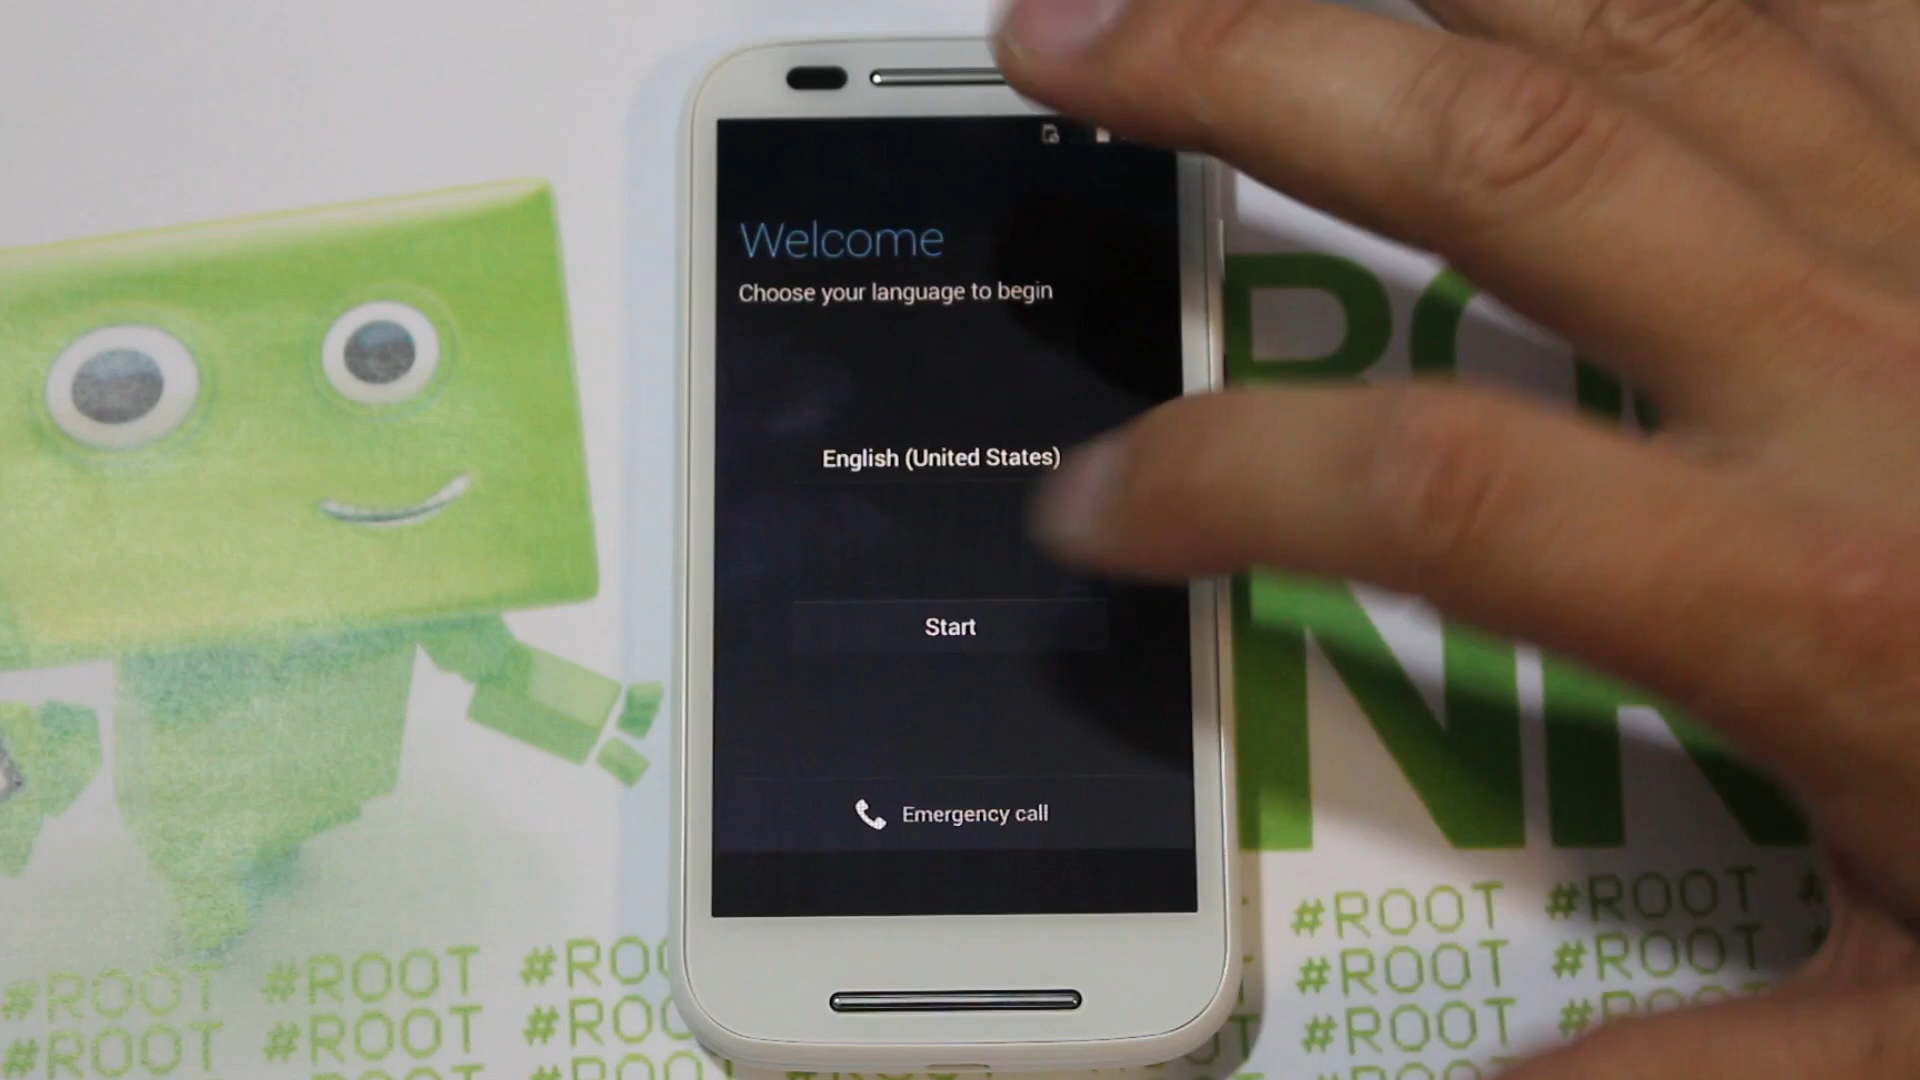 Welcome
Choose your language to begin
English (United States)
Start
Emergency call
#ROOT #ROOT
#ROOT #ROOT
#ROOT #ROOT
#ROOT #ROOT
#ROOT
#ROOT